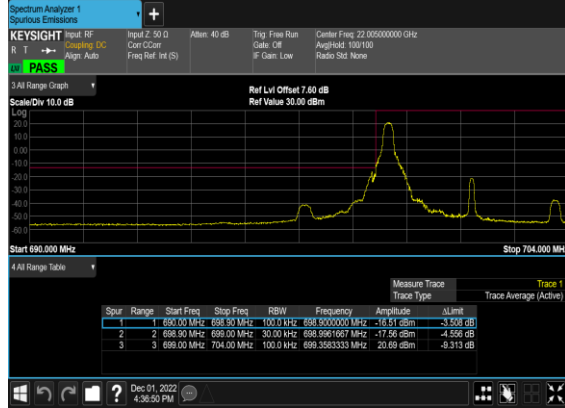 Spectrum Analyzer 1
Spurious Emissions
+
KEYSIGHT Input: RF Input Z: 50 Ω Atten: 40 dB Trig: Free Run Center Freq: 22.005000000 GHz
R T Coupling: DC Corr CCorr Gate: Off Avg|Hold: 100/100
Align: Auto Freq Ref: Int (S) IF Gain: Low Radio Std: None
PASS
3 All Range Graph
Ref Lvl Offset 7.60 dB
Scale/Div 10.0 dB Ref Value 30.00 dBm
Log
20.0
10.0
0.00
-10.0
-20.0
-30.0
-40.0
-50.0
-60.0
Start 690.000 MHz Stop 704.000 MH
4 All Range Table
Measure Trace Trace 1
Trace Type Trace Average (Active)
Spur Range Start Freq Stop Freq RBW Frequency Amplitude ΔLimit
1 1 690.00 MHz 698.90 MHz 100.0 kHz 698.9000000 MHz -16.51 dBm -3.508 dB
2 2 698.90 MHz 699.00 MHz 30.00 kHz 698.9961667 MHz -17.56 dBm -4.556 dB
3 3 699.00 MHz 704.00 MHz 100.0 kHz 699.3583333 MHz 20.69 dBm -9.313 dB
? Dec 01, 2022
4:36:50 PM